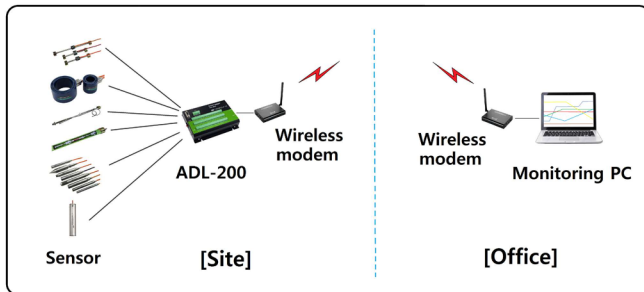 Wireless
modem
ADL-200
Sensor
[Site]
Wireless
modem
Monitoring PC
[Office]